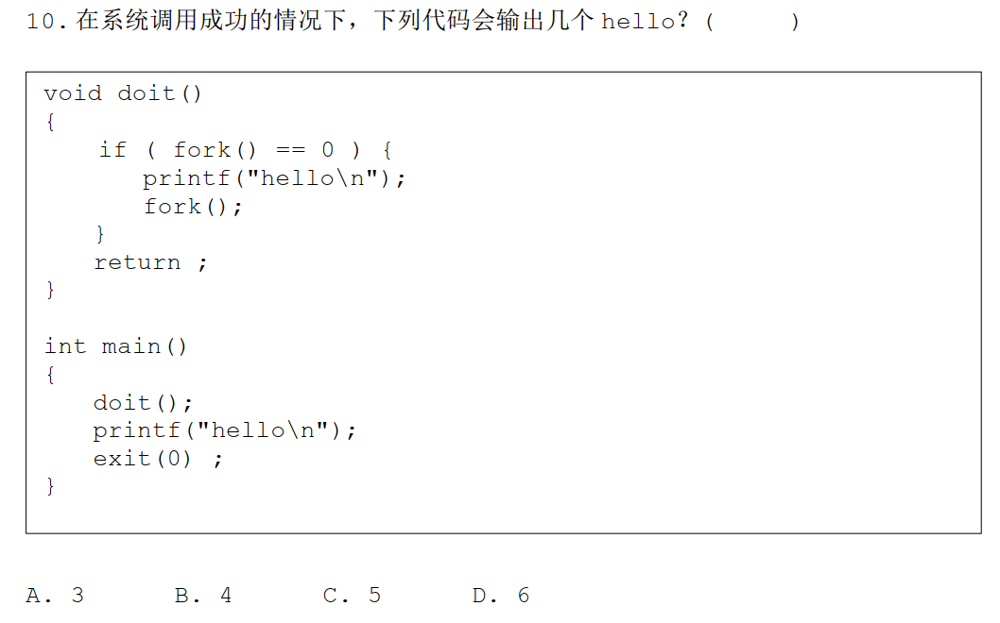 10.在系统调用成功的情况下，下列代码会输出几个 hello? (     )
void doit()
{
    if ( fork() == 0 ) {
       printf("hello\n");
       fork();
    }
    return ;
}
int main()
{
    doit();
    printf("hello\n");
    exit(0) ;
}
A. 3      B. 4      C. 5      D. 6